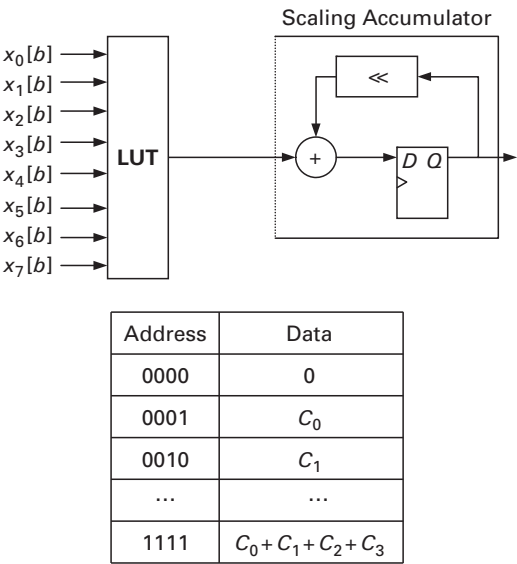 Scaling Accumulator
x₀[b]
x₁[b]
x₂[b]
x₃[b]
x₄[b]
x₅[b]
x₆[b]
x₇[b]
LUT
≪
+
D Q
Address Data
0000 0
0001 C₀
0010 C₁
... ...
1111 C₀+C₁+C₂+C₃